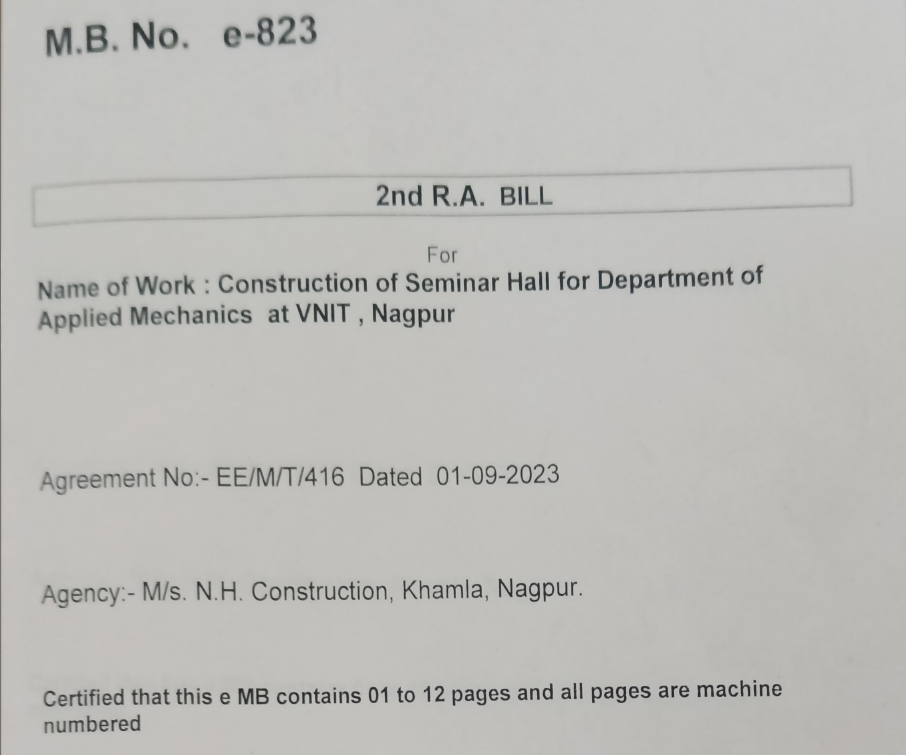 M.B. No. e-823
2nd R.A. BILL
For
Name of Work : Construction of Seminar Hall for Department of
Applied Mechanics at VNIT , Nagpur
Agreement No:- EE/M/T/416 Dated 01-09-2023
Agency:- M/s. N.H. Construction, Khamla, Nagpur.
Certified that this e MB contains 01 to 12 pages and all pages are machine
numbered